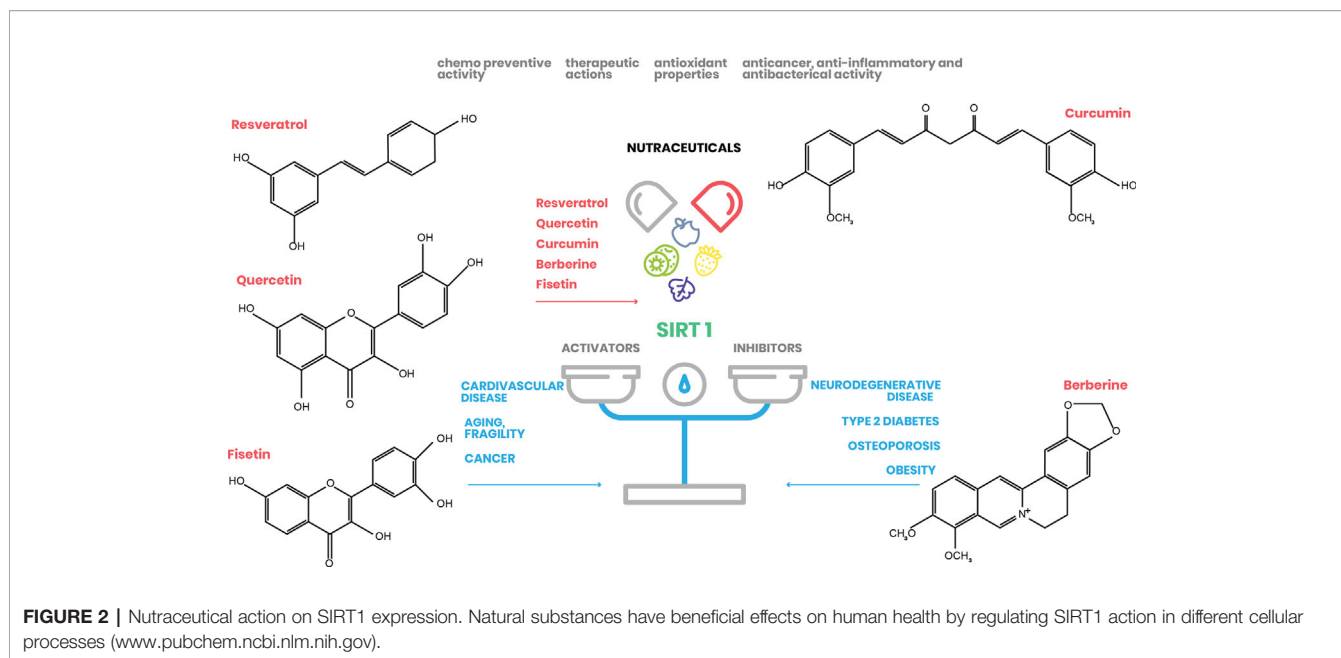 chemo preventive
activity
therapeutic
actions
antioxidant
properties
anticancer, anti-inflammatory and
antibacterical activity
Resveratrol
HO
HO
OH
NUTRACEUTICALS
Curcumin
O
O
HO
OCH₃
OCH₃
HO
Resveratrol
Quercetin
Curcumin
Berberine
Fisetin
Quercetin
OH
OH
HO
O
OH
OH
O
SIRT 1
ACTIVATORS
INHIBITORS
CARDIVASCULAR
DISEASE
AGING,
FRAGILITY
CANCER
NEURODEGENERATIVE
DISEASE
TYPE 2 DIABETES
OSTEOPOROSIS
OBESITY
Fisetin
OH
HO
O
OH
OH
O
Berberine
O
O
N⁺
CH₃O
OCH₃
FIGURE 2 | Nutraceutical action on SIRT1 expression. Natural substances have beneficial effects on human health by regulating SIRT1 action in different cellular
processes (www.pubchem.ncbi.nlm.nih.gov).